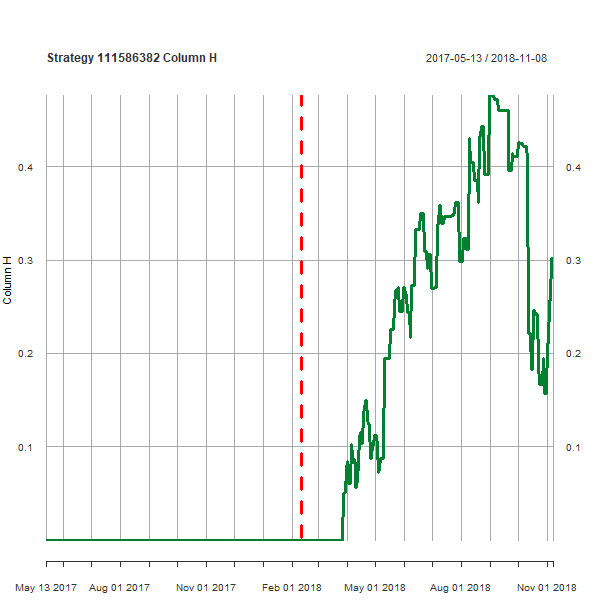 Strategy 111586382 Column H
2017-05-13 / 2018-11-08
0.4
0.4
0.3
0.3
Column H
0.2
0.2
0.1
0.1
May 13 2017
Aug 01 2017
Nov 01 2017
Feb 01 2018
May 01 2018
Aug 01 2018
Nov 01 2018